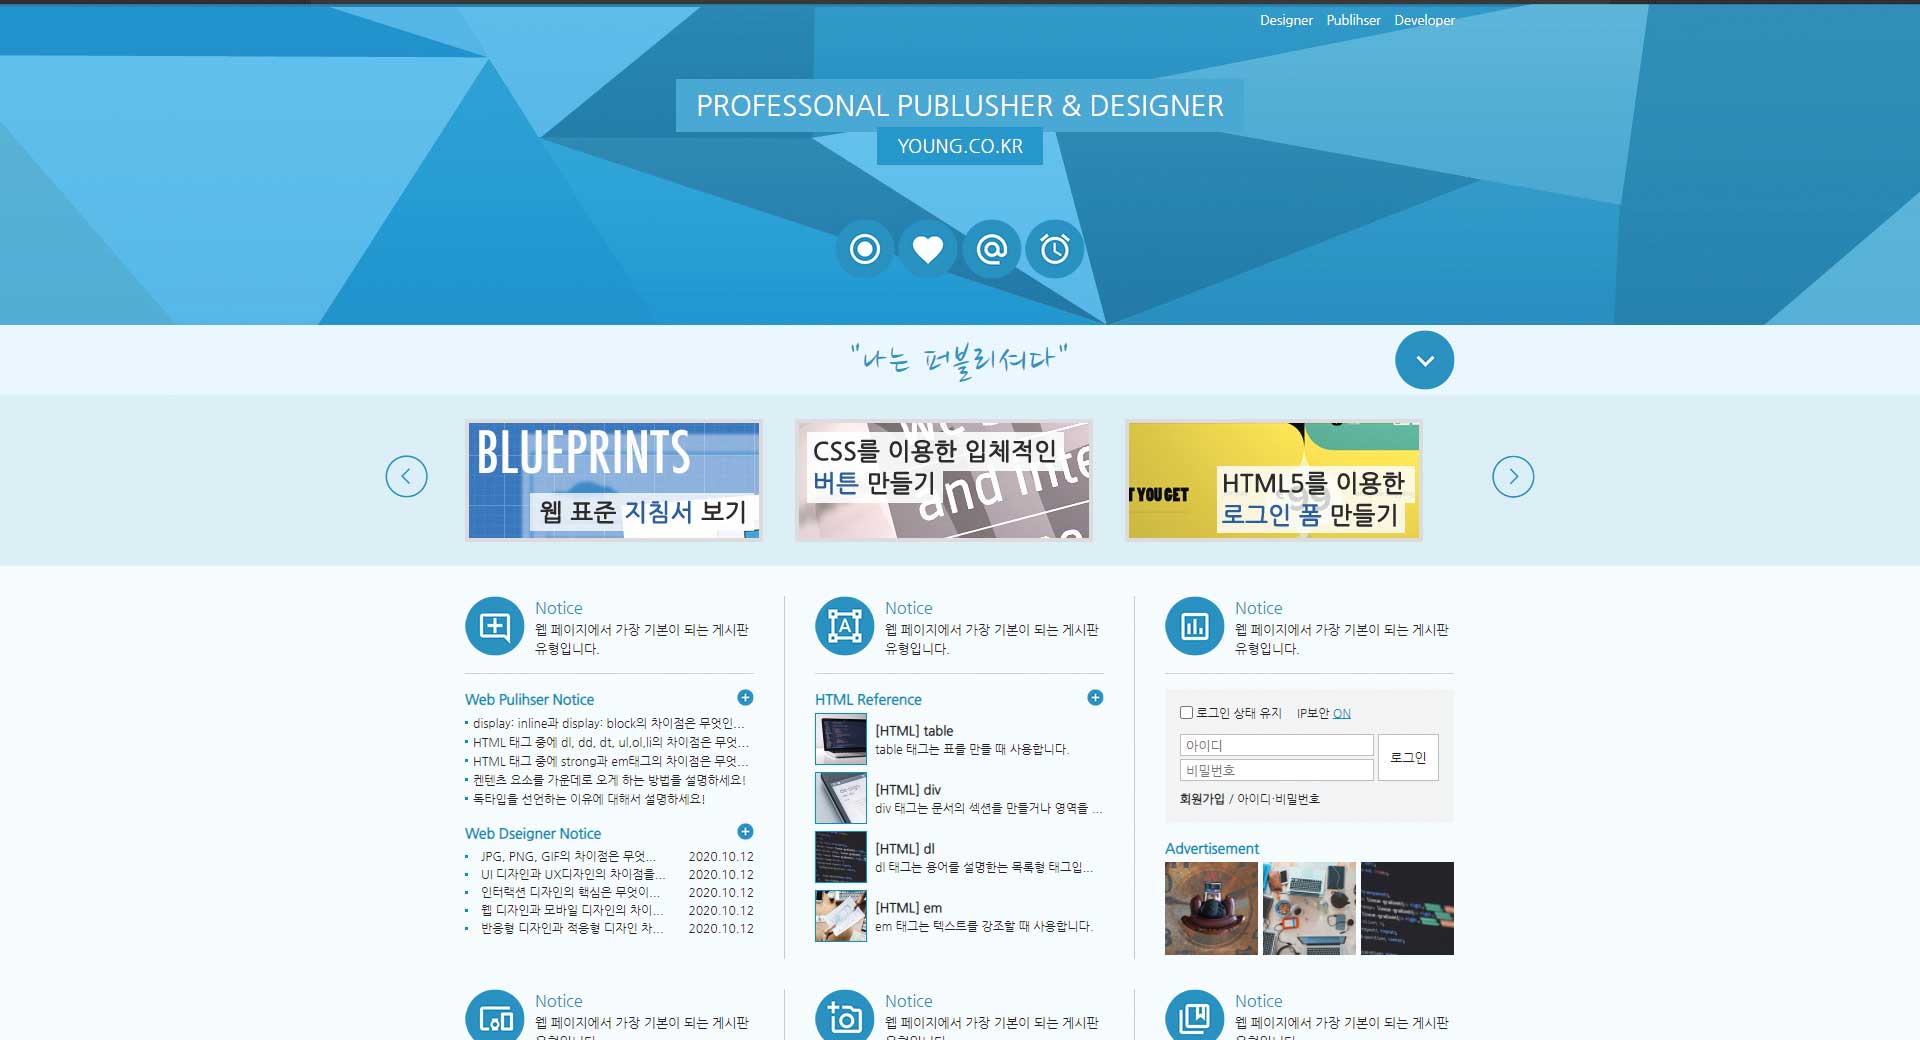 Designer Publihser Developer
PROFESSONAL PUBLUSHER & DESIGNER
YOUNG.CO.KR
"나는 퍼블리셔다"
BLUEPRINTS
웹 표준 지침서 보기
CSS를 이용한 입체적인
버튼 만들기
and inte
T YOU GET
HTML5를 이용한
로그인 폼 만들기
Notice
웹 페이지에서 가장 기본이 되는 게시판
유형입니다.
Web Pulihser Notice
display: inline과 display: block의 차이점은 무엇인...
HTML 태그 중에 dl, dd, dt, ul,ol,li의 차이점은 무엇...
HTML 태그 중에 strong과 em태그의 차이점은 무엇...
켄텐츠 요소를 가운데로 오게 하는 방법을 설명하세요!
독타입을 선언하는 이유에 대해서 설명하세요!
Web Dseigner Notice
JPG, PNG, GIF의 차이점은 무엇... 2020.10.12
UI 디자인과 UX디자인의 차이점을... 2020.10.12
인터랙션 디자인의 핵심은 무엇이... 2020.10.12
웹 디자인과 모바일 디자인의 차이... 2020.10.12
반응형 디자인과 적응형 디자인 차... 2020.10.12
Notice
웹 페이지에서 가장 기본이 되는 게시판
유형입니다.
HTML Reference
[HTML] table
table 태그는 표를 만들 때 사용합니다.
[HTML] div
div 태그는 문서의 섹션을 만들거나 영역을 ...
[HTML] dl
dl 태그는 용어를 설명하는 목록형 태그입...
[HTML] em
em 태그는 텍스트를 강조할 때 사용합니다.
Notice
웹 페이지에서 가장 기본이 되는 게시판
유형입니다.
로그인 상태 유지 IP보안 ON
아이디
비밀번호
로그인
회원가입 / 아이디·비밀번호
Advertisement
Notice
웹 페이지에서 가장 기본이 되는 게시판
Notice
웹 페이지에서 가장 기본이 되는 게시판
Notice
웹 페이지에서 가장 기본이 되는 게시판